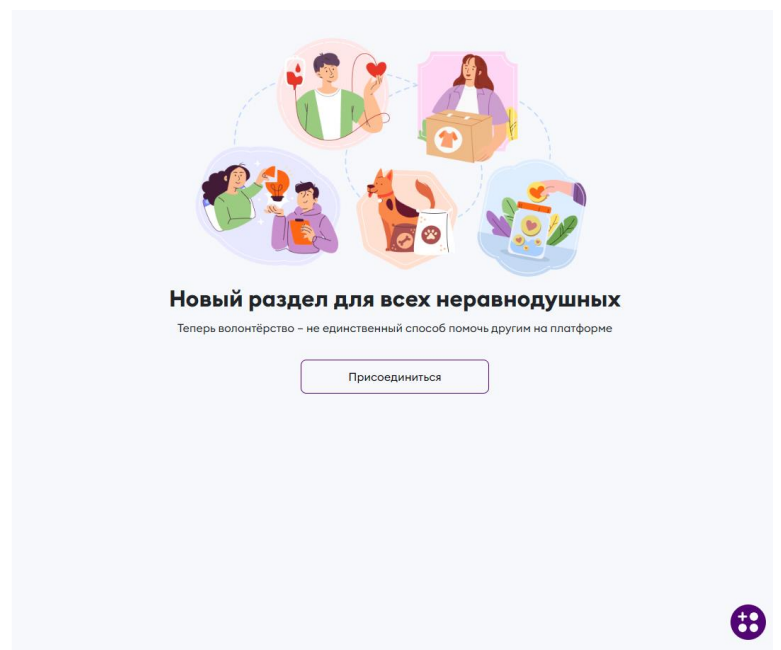 Новый раздел для всех неравнодушных
Теперь волонтёрство – не единственный способ помочь другим на платформе
Присоединиться